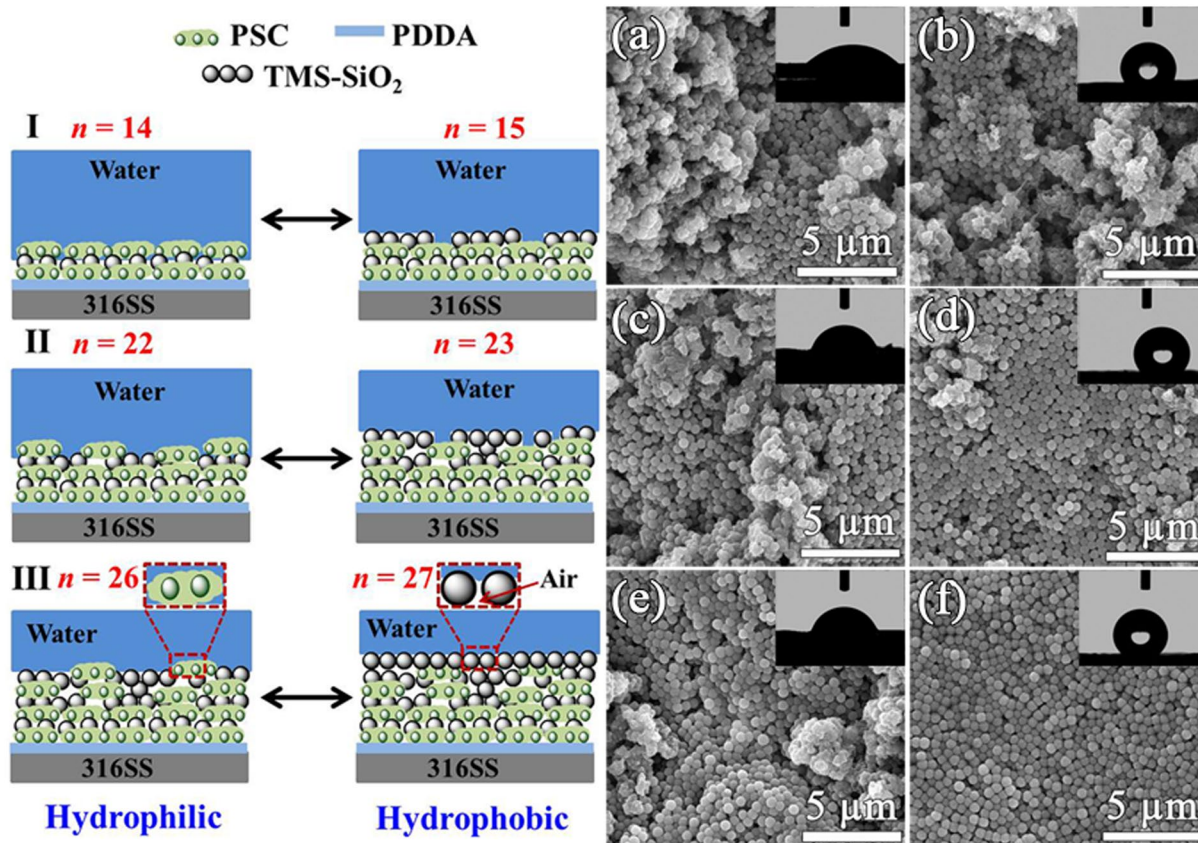 PSC PDDA
TMS-SiO₂
I n = 14 n = 15
Water Water
316SS 316SS
II n = 22 n = 23
Water Water
316SS 316SS
III n = 26 n = 27 Air
Water Water
316SS 316SS
Hydrophilic Hydrophobic
(a) (b)
5 µm 5 µm
(c) (d)
5 µm 5 µm
(e) (f)
5 µm 5 µm